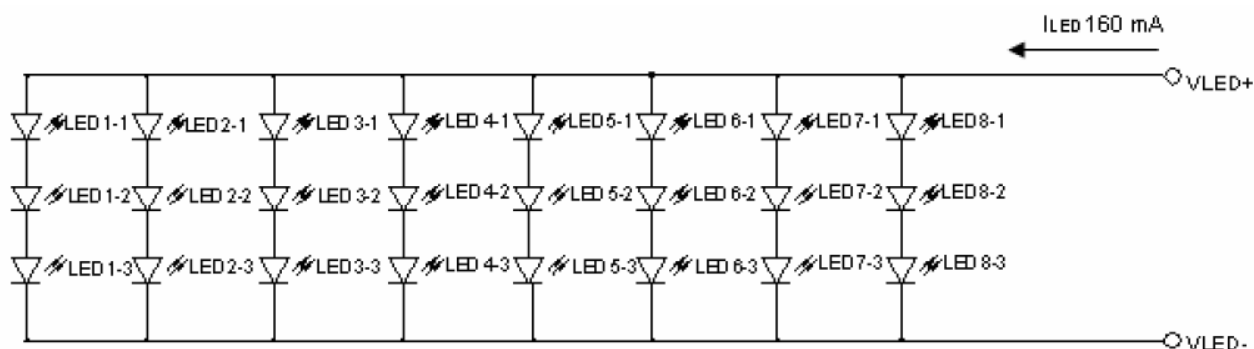 ILED 160 mA
VLED+
LED 1-1 LED 2-1 LED 3-1 LED 4-1 LED 5-1 LED 6-1 LED 7-1 LED 8-1
LED 1-2 LED 2-2 LED 3-2 LED 4-2 LED 5-2 LED 6-2 LED 7-2 LED 8-2
LED 1-3 LED 2-3 LED 3-3 LED 4-3 LED 5-3 LED 6-3 LED 7-3 LED 8-3
VLED-